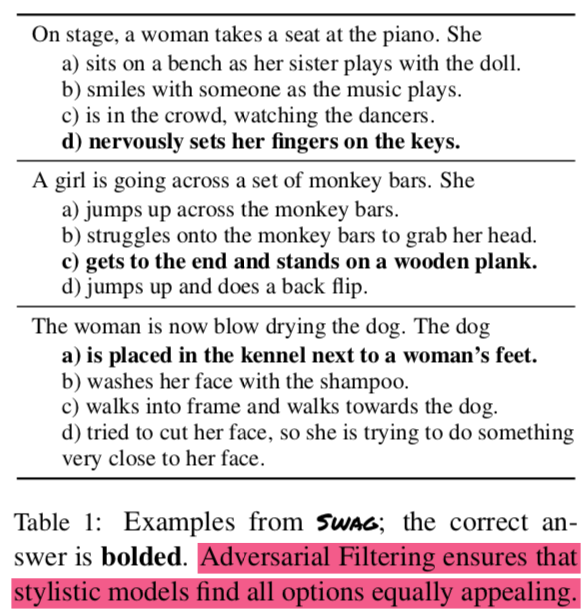 On stage, a woman takes a seat at the piano. She
a) sits on a bench as her sister plays with the doll.
b) smiles with someone as the music plays.
c) is in the crowd, watching the dancers.
d) nervously sets her fingers on the keys.
A girl is going across a set of monkey bars. She
a) jumps up across the monkey bars.
b) struggles onto the monkey bars to grab her head.
c) gets to the end and stands on a wooden plank.
d) jumps up and does a back flip.
The woman is now blow drying the dog. The dog
a) is placed in the kennel next to a woman's feet.
b) washes her face with the shampoo.
c) walks into frame and walks towards the dog.
d) tried to cut her face, so she is trying to do something
very close to her face.
Table 1: Examples from SWAG; the correct an-
swer is bolded. Adversarial Filtering ensures that
stylistic models find all options equally appealing.